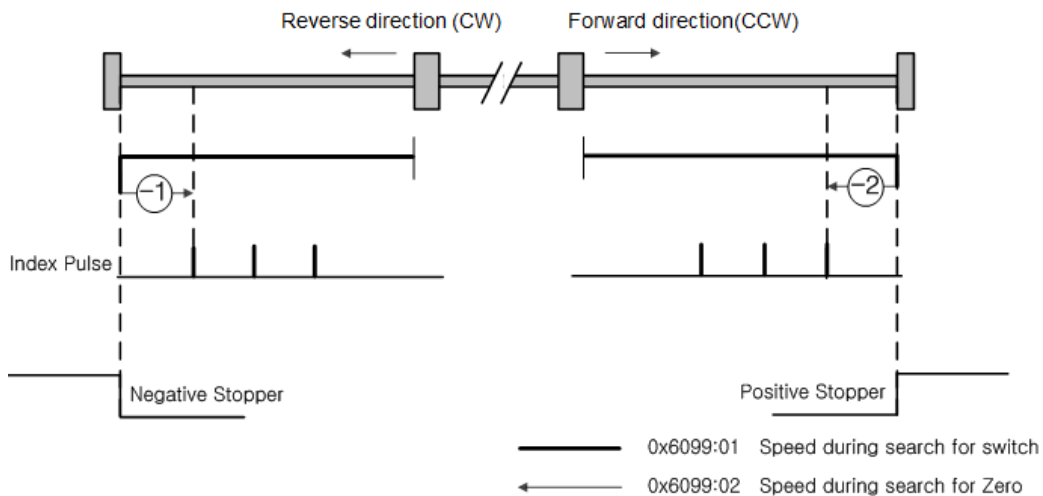 Reverse direction (CW)
Forward direction(CCW)
-1
-2
Index Pulse
Negative Stopper
Positive Stopper
0x6099:01 Speed during search for switch
0x6099:02 Speed during search for Zero